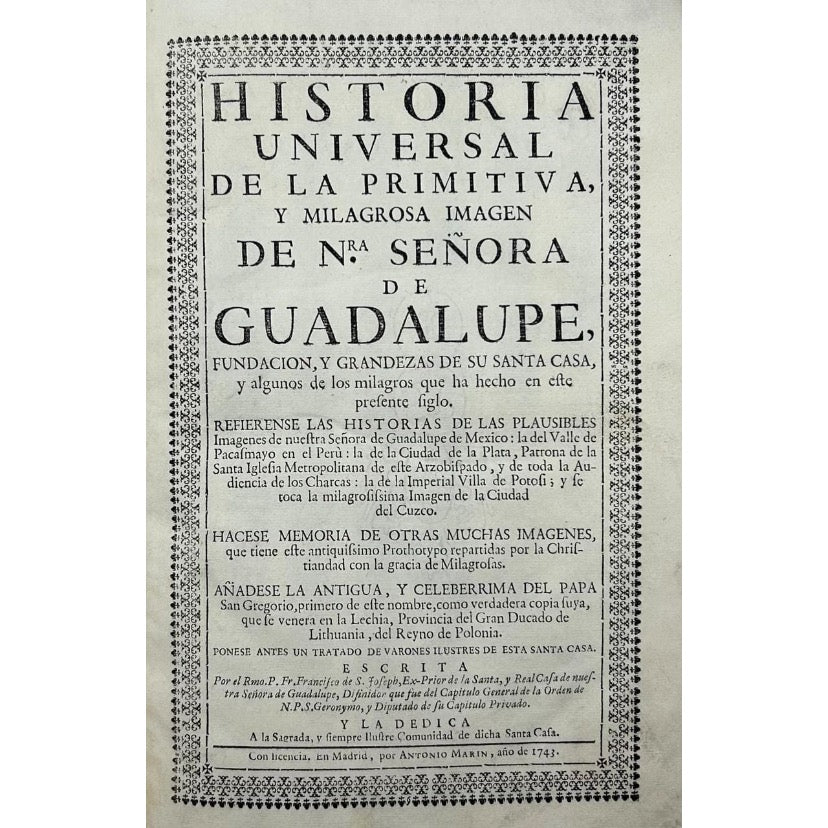 HISTORIA
UNIVERSAL
DE LA PRIMITIVA,
Y MILAGROSA IMAGEN
DE N.RA SEÑORA
DE
GUADALUPE,
FUNDACION, Y GRANDEZAS DE SU SANTA CASA,
y algunos de los milagros que ha hecho en eſte
preſente ſiglo.
REFIERENSE LAS HISTORIAS DE LAS PLAUSIBLES
Imagenes de nueſtra Señora de Guadalupe de Mexico: la del Valle de
Pacaſmayo en el Perù: la de la Ciudad de la Plata, Patrona de la
Santa Igleſia Metropolitana de eſte Arzobiſpado, y de toda la Au-
diencia de los Charcas: la de la Imperial Villa de Potoſi; y ſe
toca la milagroſiſsima Imagen de la Ciudad
del Cuzco.
HACESE MEMORIA DE OTRAS MUCHAS IMAGENES,
que tiene eſte antiquiſsimo Prothotypo repartidas por la Chriſ-
tiandad con la gracia de Milagroſas.
AÑADESE LA ANTIGUA, Y CELEBERRIMA DEL PAPA
San Gregorio, primero de eſte nombre, como verdadera copia ſuya,
que ſe venera en la Lechia, Provincia del Gran Ducado de
Lithuania, del Reyno de Polonia.
PONESE ANTES UN TRATADO DE VARONES ILUSTRES DE ESTA SANTA CASA.
ESCRITA
Por el Rmo. P. Fr. Franciſco de S. Joſeph, Ex-Prior de la Santa, y Real Caſa de nueſ-
tra Señora de Guadalupe, Difinidor que fue del Capitulo General de la Orden de
N.P.S. Geronymo, y Diputado de ſu Capitulo Privado.
Y LA DEDICA
A la Sagrada, y ſiempre Iluſtre Comunidad de dicha Santa Caſa.
Con licencia. En Madrid, por ANTONIO MARIN, año de 1743.